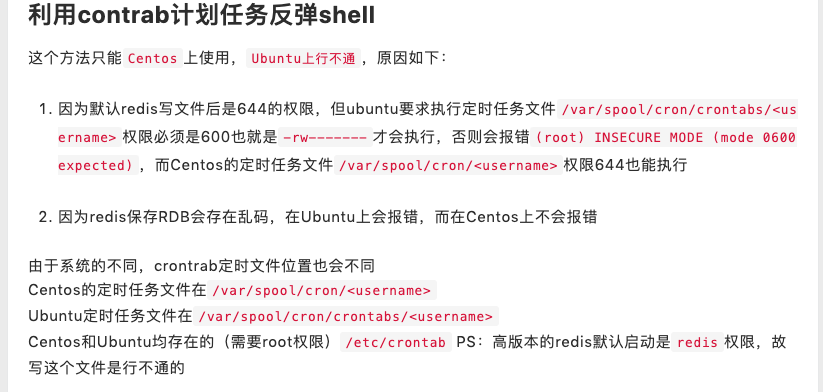 利用contrab计划任务反弹shell
这个方法只能 Centos 上使用， Ubuntu上行不通 ，原因如下：
1. 因为默认redis写文件后是644的权限，但ubuntu要求执行定时任务文件 /var/spool/cron/crontabs/<us
ername> 权限必须是600也就是 -rw------- 才会执行，否则会报错 (root) INSECURE MODE (mode 0600
expected) ，而Centos的定时任务文件 /var/spool/cron/<username> 权限644也能执行
2. 因为redis保存RDB会存在乱码，在Ubuntu上会报错，而在Centos上不会报错
由于系统的不同，crontrab定时文件位置也会不同
Centos的定时任务文件在 /var/spool/cron/<username>
Ubuntu定时任务文件在 /var/spool/cron/crontabs/<username>
Centos和Ubuntu均存在的（需要root权限） /etc/crontab PS：高版本的redis默认启动是 redis 权限，故
写这个文件是行不通的